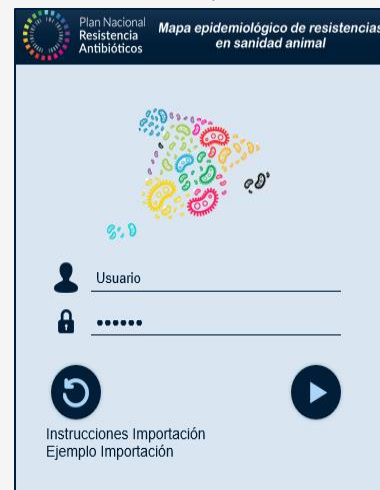 Plan Nacional
Resistencia
Antibióticos
Mapa epidemiológico de resistencias
en sanidad animal
Usuario
••••••
Instrucciones Importación
Ejemplo Importación